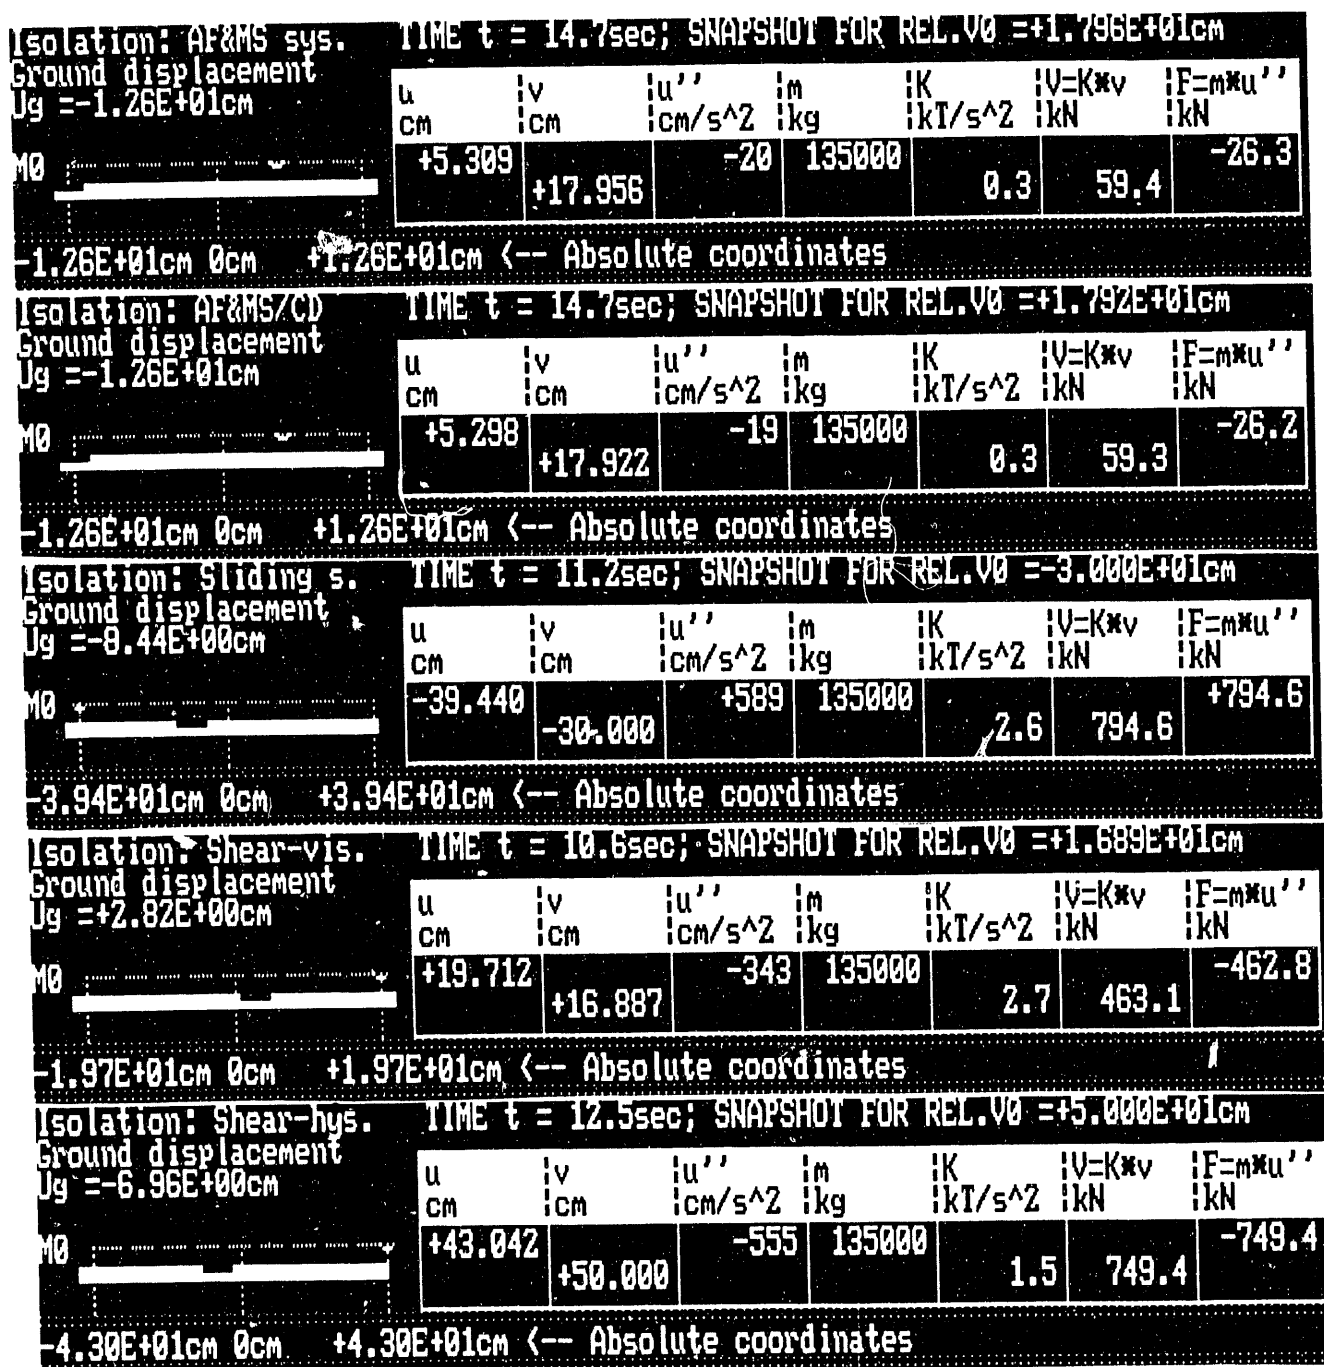 Isolation: AF&MS sys. TIME t = 14.7sec; SNAPSHOT FOR REL.V0 =+1.796E+01cm
Ground displacement
Ug =-1.26E+01cm
u ¦v ¦u'' ¦m ¦K ¦V=K*v ¦F=m*u''
cm ¦cm ¦cm/s^2 ¦kg ¦kT/s^2 ¦kN ¦kN
M0 +5.309 -20 135000 -26.3
+17.956 0.3 59.4
-1.26E+01cm 0cm +1.26E+01cm <-- Absolute coordinates
Isolation: AF&MS/CD TIME t = 14.7sec; SNAPSHOT FOR REL.V0 =+1.792E+01cm
Ground displacement
Ug =-1.26E+01cm
u ¦v ¦u'' ¦m ¦K ¦V=K*v ¦F=m*u''
cm ¦cm ¦cm/s^2 ¦kg ¦kT/s^2 ¦kN ¦kN
M0 +5.298 -19 135000 -26.2
+17.922 0.3 59.3
-1.26E+01cm 0cm +1.26E+01cm <-- Absolute coordinates
Isolation: Sliding s. TIME t = 11.2sec; SNAPSHOT FOR REL.V0 =-3.000E+01cm
Ground displacement
Ug =-8.44E+00cm
u ¦v ¦u'' ¦m ¦K ¦V=K*v ¦F=m*u''
cm ¦cm ¦cm/s^2 ¦kg ¦kT/s^2 ¦kN ¦kN
M0 -39.440 +589 135000 +794.6
-30.000 2.6 794.6
-3.94E+01cm 0cm +3.94E+01cm <-- Absolute coordinates
Isolation: Shear-vis. TIME t = 10.6sec; SNAPSHOT FOR REL.V0 =+1.689E+01cm
Ground displacement
Ug =+2.82E+00cm
u ¦v ¦u'' ¦m ¦K ¦V=K*v ¦F=m*u''
cm ¦cm ¦cm/s^2 ¦kg ¦kT/s^2 ¦kN ¦kN
M0 +19.712 -343 135000 -462.8
+16.887 2.7 463.1
-1.97E+01cm 0cm +1.97E+01cm <-- Absolute coordinates
Isolation: Shear-hys. TIME t = 12.5sec; SNAPSHOT FOR REL.V0 =+5.000E+01cm
Ground displacement
Ug =-6.96E+00cm
u ¦v ¦u'' ¦m ¦K ¦V=K*v ¦F=m*u''
cm ¦cm ¦cm/s^2 ¦kg ¦kT/s^2 ¦kN ¦kN
M0 +43.042 -555 135000 -749.4
+50.000 1.5 749.4
-4.30E+01cm 0cm +4.30E+01cm <-- Absolute coordinates